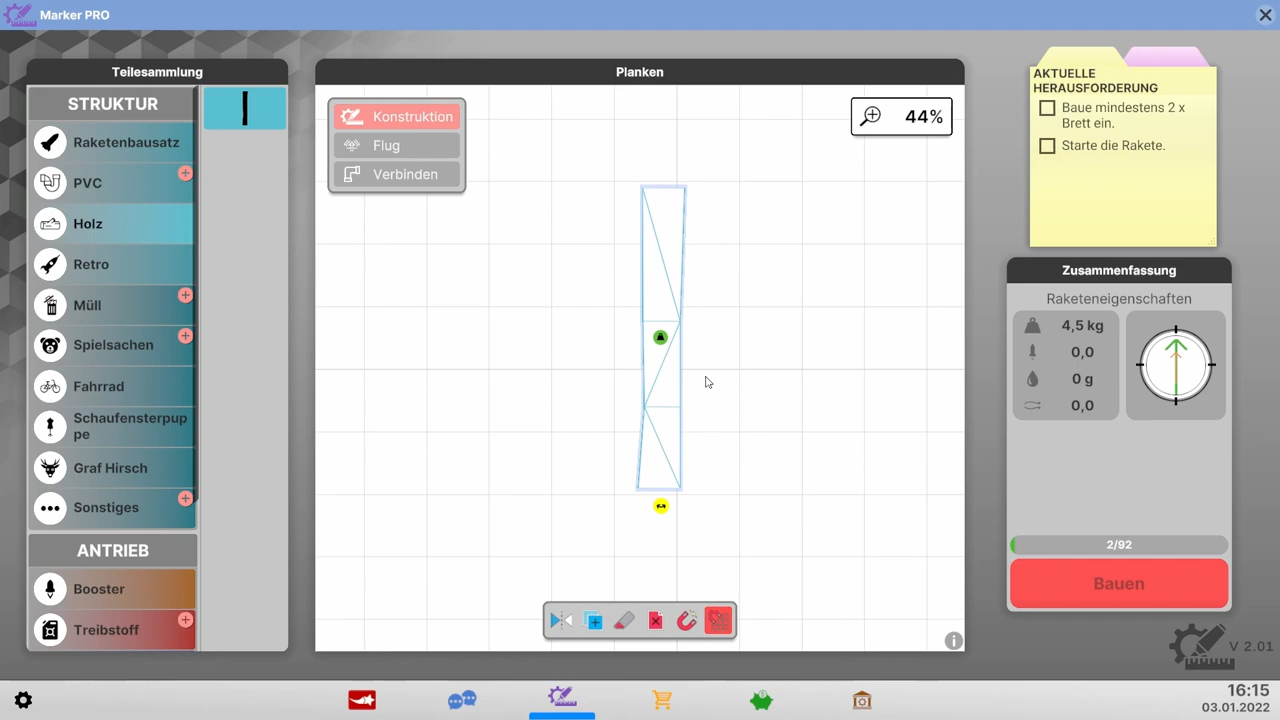 Marker PRO
Teilesammlung
STRUKTUR
Raketenbausatz
PVC
Holz
Retro
Müll
Spielsachen
Fahrrad
Schaufensterpup
pe
Graf Hirsch
Sonstiges
ANTRIEB
Booster
Treibstoff
Planken
Konstruktion
Flug
Verbinden
44%
AKTUELLE
HERAUSFORDERUNG
Baue mindestens 2 x
Brett ein.
Starte die Rakete.
Zusammenfassung
Raketeneigenschaften
4,5 kg
0,0
0 g
0,0
2/92
Bauen
V 2.01
16:15
03.01.2022